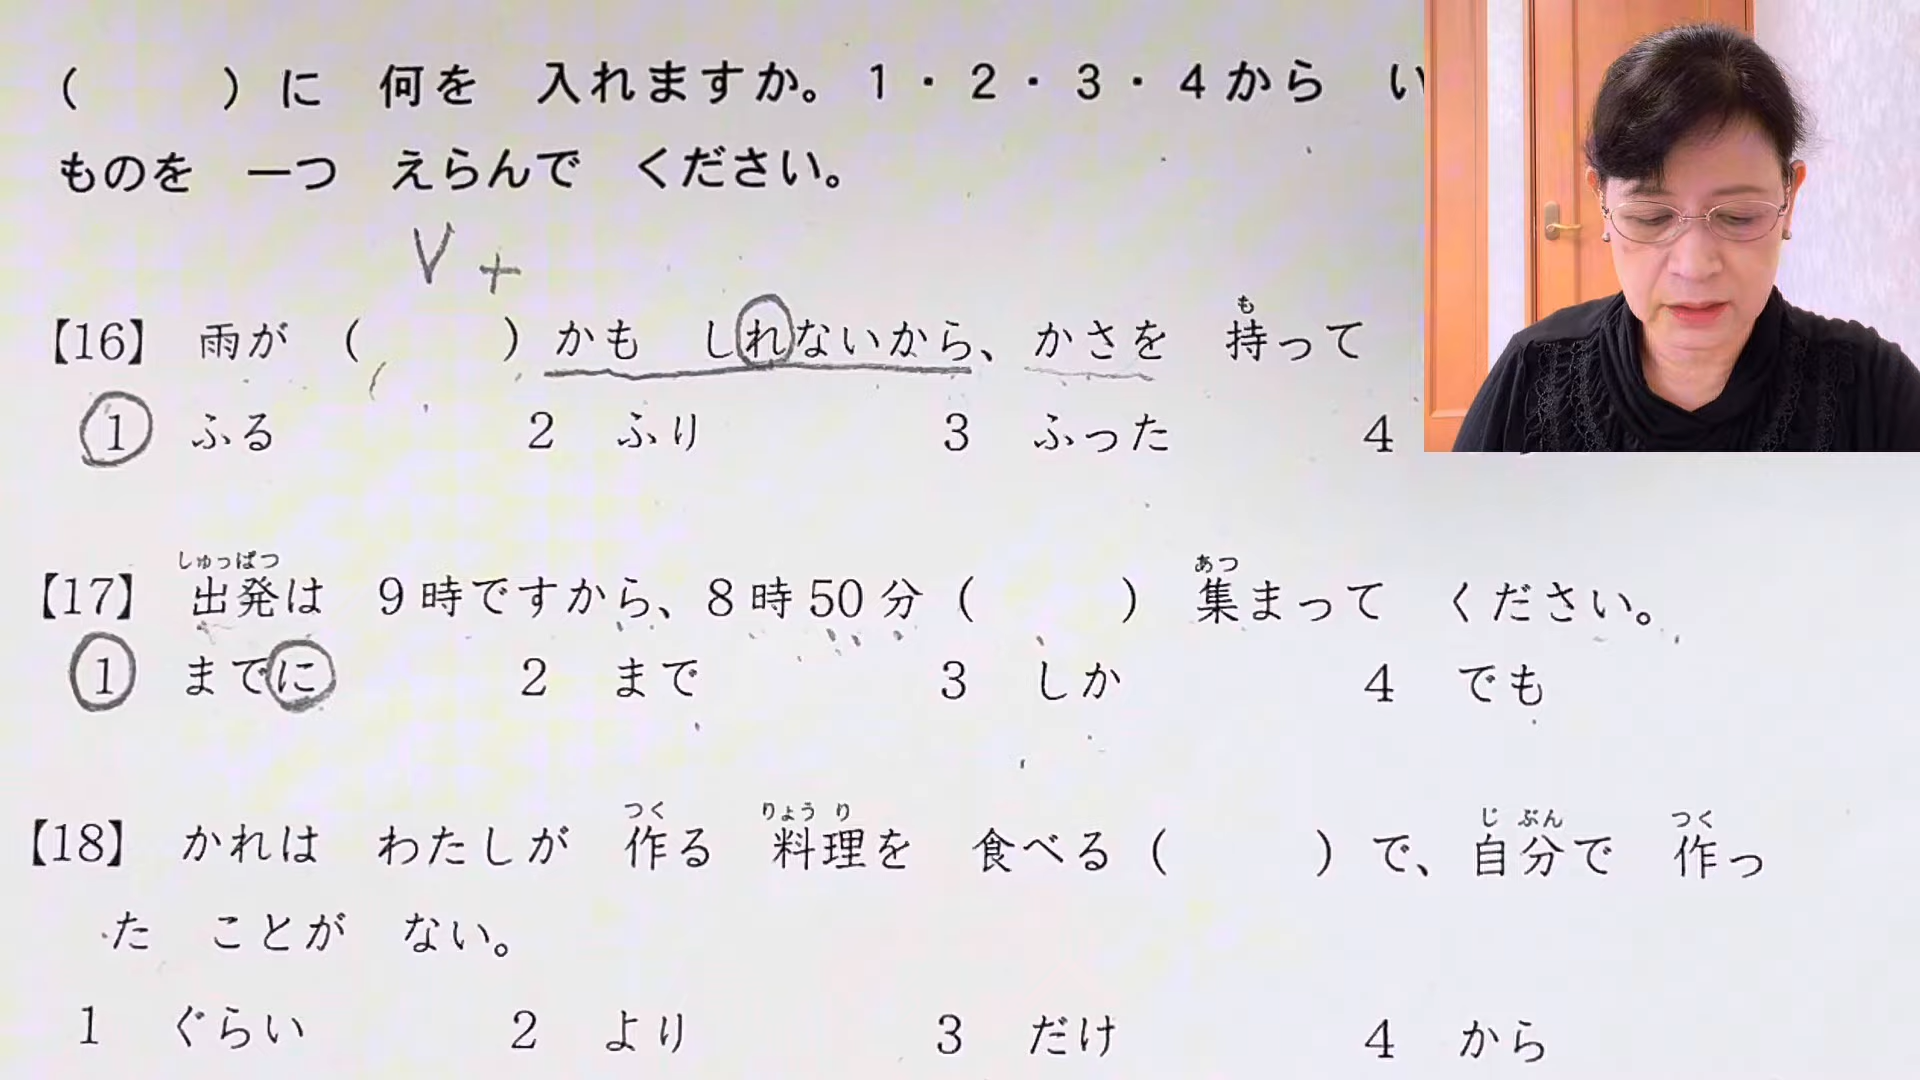 （　　　）に　何を　入れますか。１・２・３・４から　い
ものを　一つ　えらんで　ください。
V +
【16】　雨が（　　　）かも　しれないから、かさを　持って
も
1　ふる　2　ふり　3　ふった　4
しゅっぱつ　あつ
【17】　出発は　９時ですから、８時50分（　　　）　集まって　ください。
1　までに　2　まで　3　しか　4　でも
つく　りょうり　じぶん　つく
【18】　かれは　わたしが　作る　料理を　食べる（　　　）で、自分で　作っ
た　ことが　ない。
1　ぐらい　2　より　3　だけ　4　から